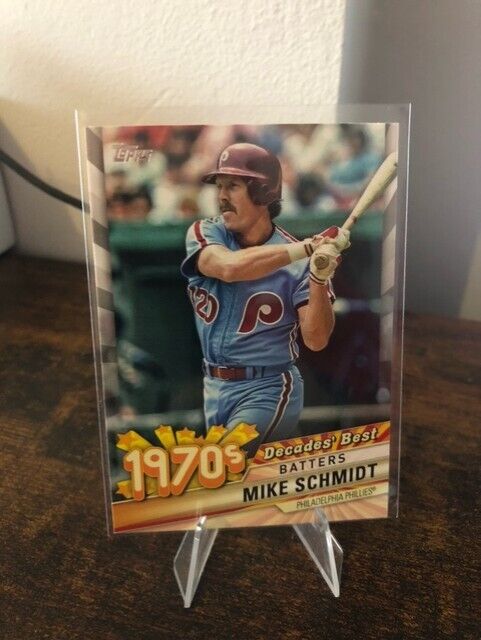 Topps
P
20
P
1970s
Decades' Best
BATTERS
MIKE SCHMIDT
PHILADELPHIA PHILLIES®